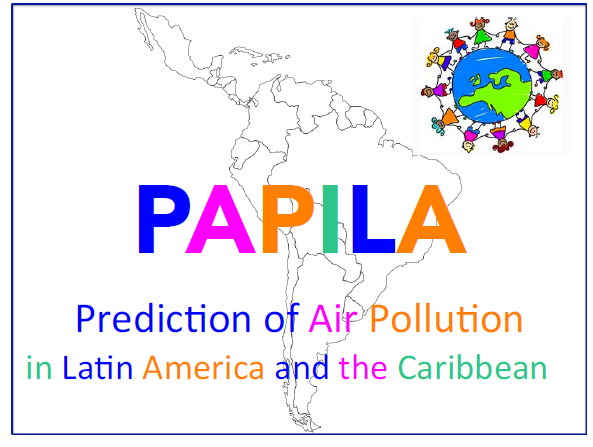 PAPILA
Prediction of Air Pollution
in Latin America and the Caribbean